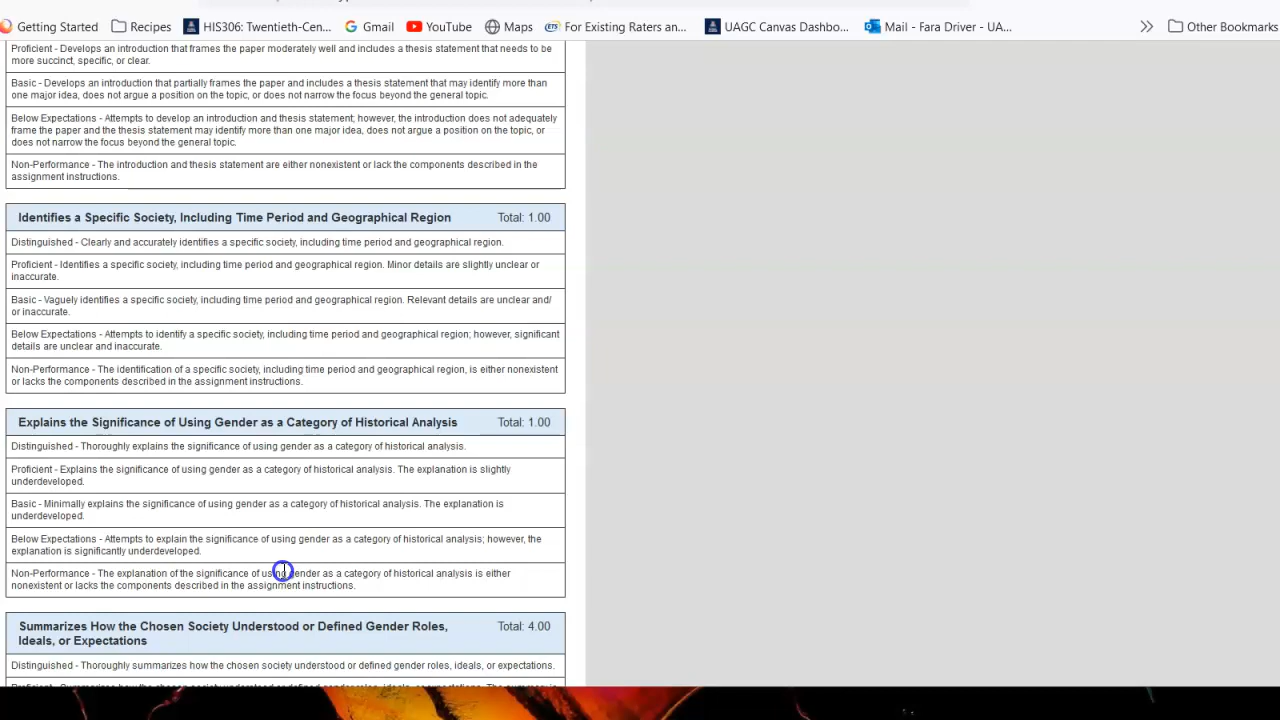 Getting Started Recipes HIS306: Twentieth-Cen... Gmail YouTube Maps ETS For Existing Raters an... UAGC Canvas Dashbo... Mail - Fara Driver - UA... Other Bookmarks
Proficient - Develops an introduction that frames the paper moderately well and includes a thesis statement that needs to be
more succinct, specific, or clear.
Basic - Develops an introduction that partially frames the paper and includes a thesis statement that may identify more than
one major idea, does not argue a position on the topic, or does not narrow the focus beyond the general topic.
Below Expectations - Attempts to develop an introduction and thesis statement; however, the introduction does not adequately
frame the paper and the thesis statement may identify more than one major idea, does not argue a position on the topic, or
does not narrow the focus beyond the general topic.
Non-Performance - The introduction and thesis statement are either nonexistent or lack the components described in the
assignment instructions.
Identifies a Specific Society, Including Time Period and Geographical Region Total: 1.00
Distinguished - Clearly and accurately identifies a specific society, including time period and geographical region.
Proficient - Identifies a specific society, including time period and geographical region. Minor details are slightly unclear or
inaccurate.
Basic - Vaguely identifies a specific society, including time period and geographical region. Relevant details are unclear and/
or inaccurate.
Below Expectations - Attempts to identify a specific society, including time period and geographical region; however, significant
details are unclear and inaccurate.
Non-Performance - The identification of a specific society, including time period and geographical region, is either nonexistent
or lacks the components described in the assignment instructions.
Explains the Significance of Using Gender as a Category of Historical Analysis Total: 1.00
Distinguished - Thoroughly explains the significance of using gender as a category of historical analysis.
Proficient - Explains the significance of using gender as a category of historical analysis. The explanation is slightly
underdeveloped.
Basic - Minimally explains the significance of using gender as a category of historical analysis. The explanation is
underdeveloped.
Below Expectations - Attempts to explain the significance of using gender as a category of historical analysis; however, the
explanation is significantly underdeveloped.
Non-Performance - The explanation of the significance of using gender as a category of historical analysis is either
nonexistent or lacks the components described in the assignment instructions.
Summarizes How the Chosen Society Understood or Defined Gender Roles, Total: 4.00
Ideals, or Expectations
Distinguished - Thoroughly summarizes how the chosen society understood or defined gender roles, ideals, or expectations.